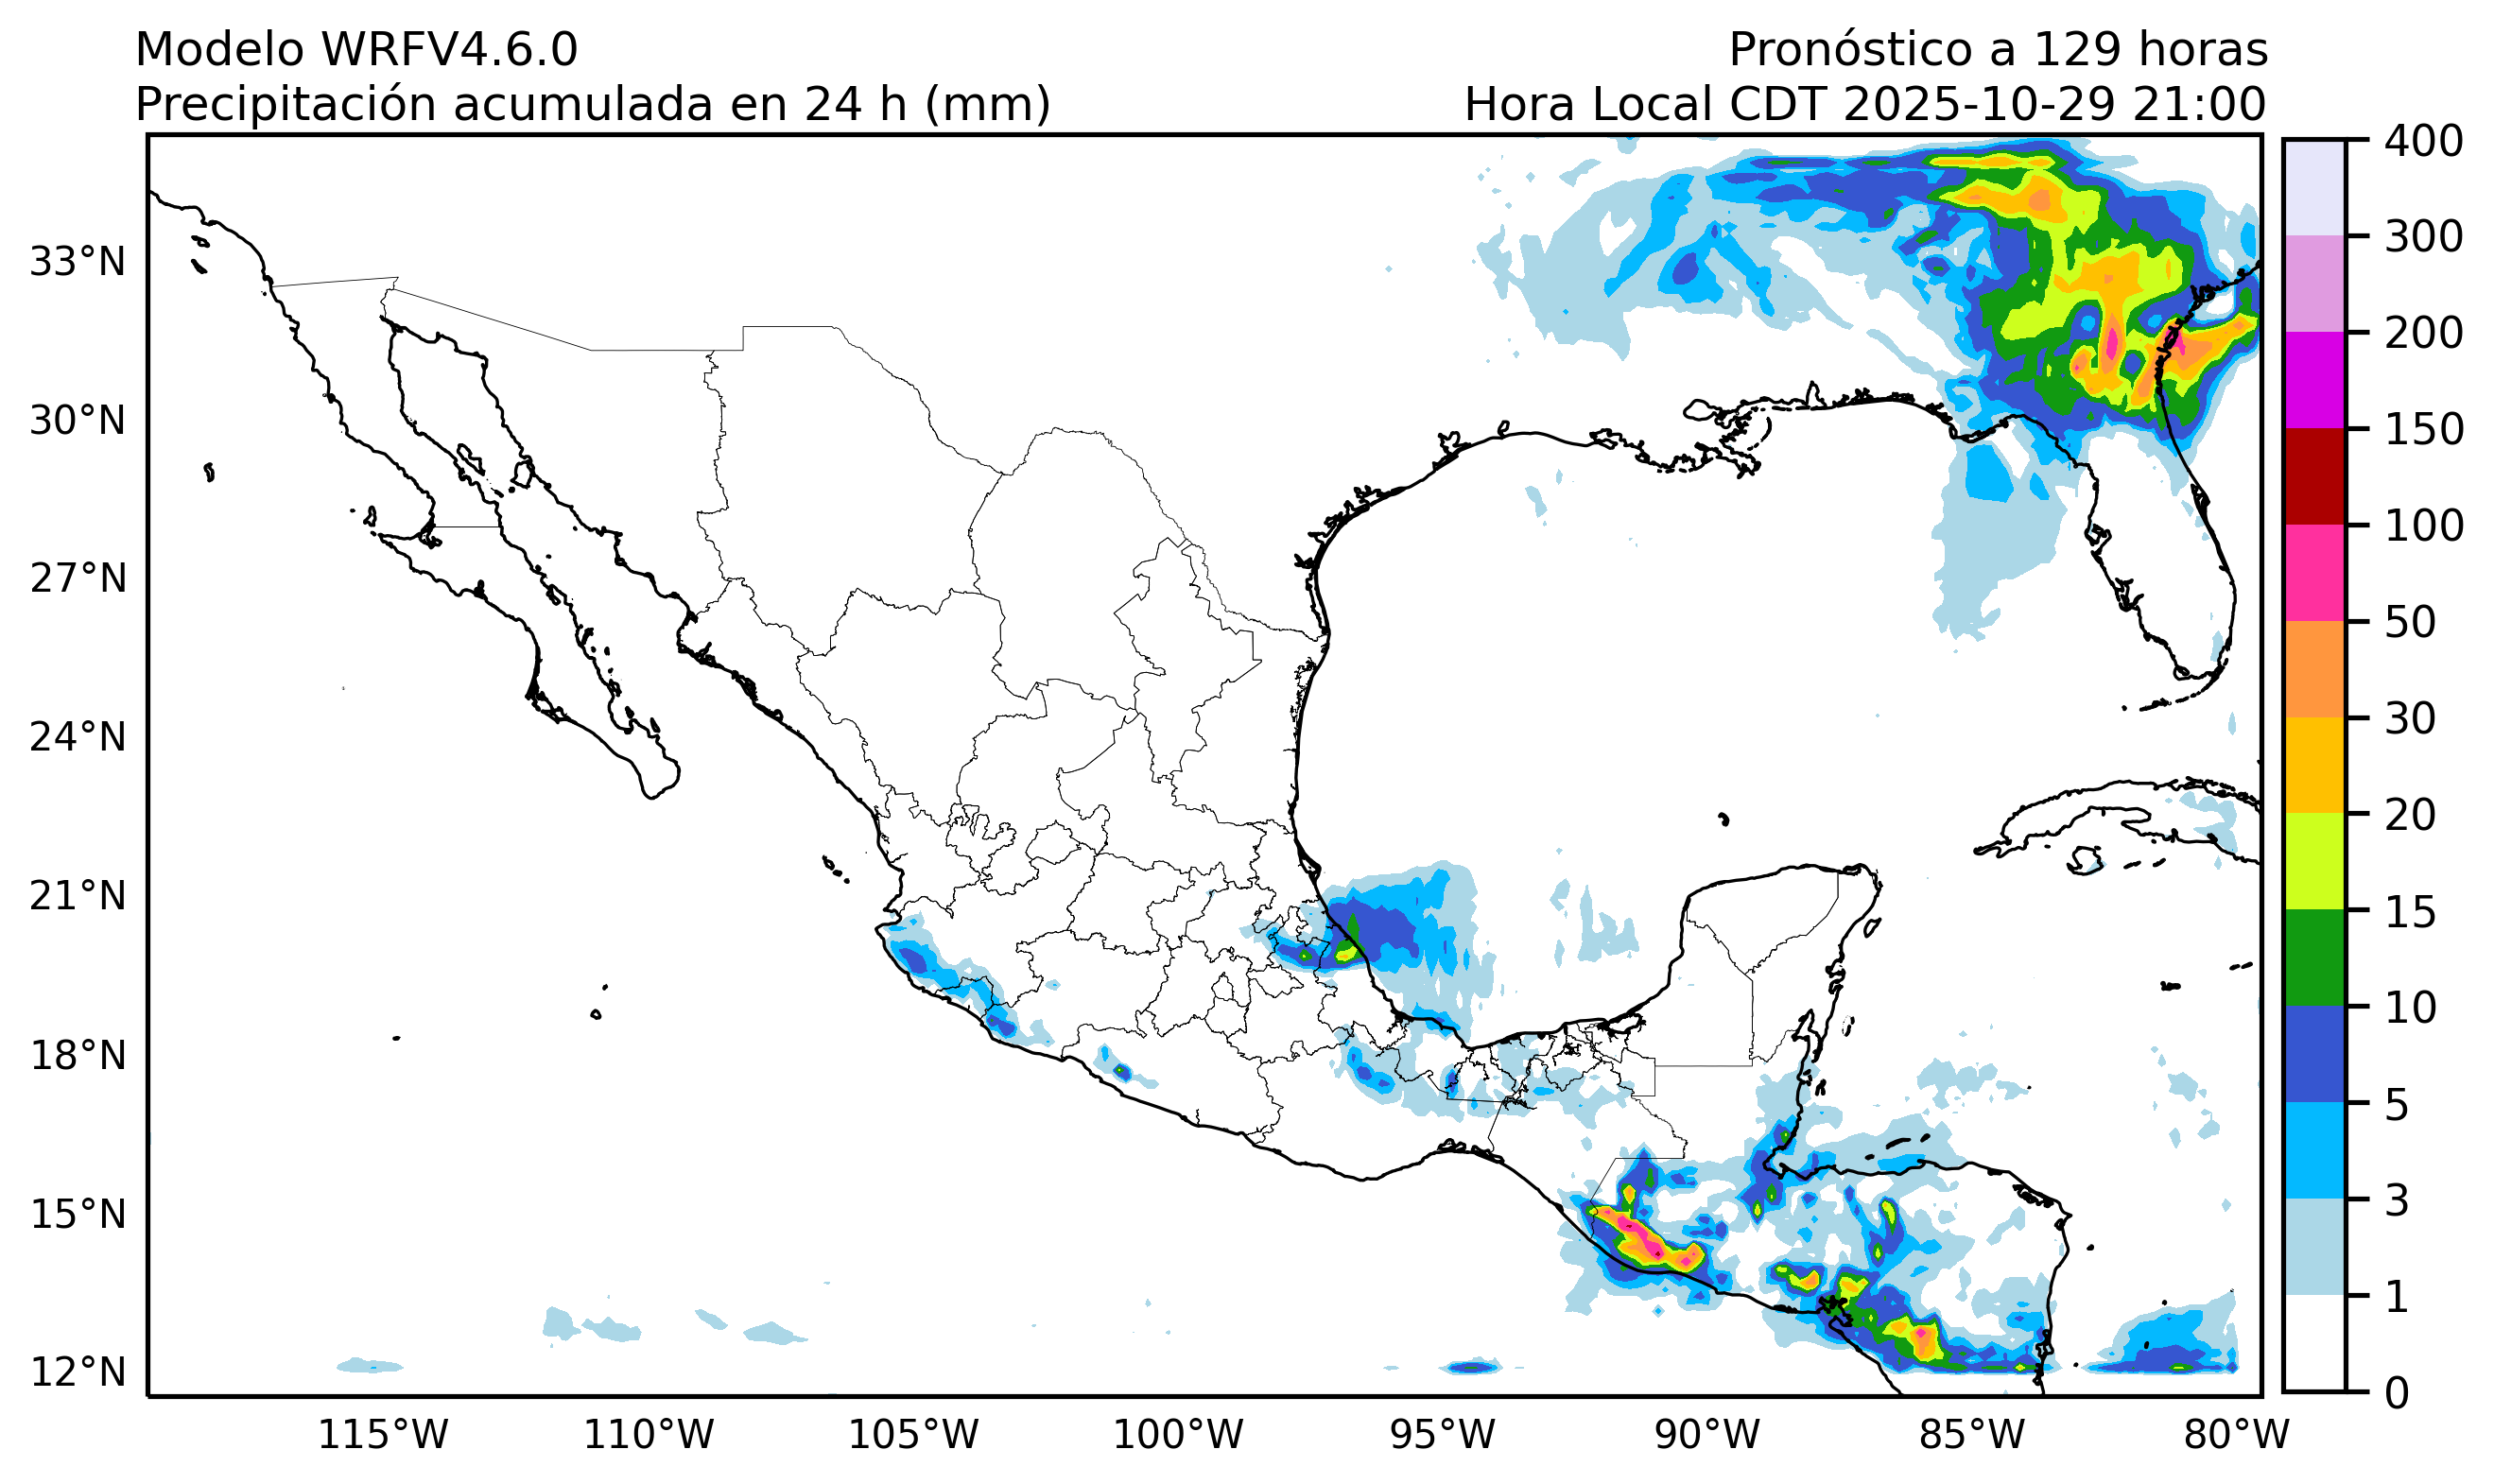 Modelo WRFV4.6.0
Pronóstico a 129 horas
Precipitación acumulada en 24 h (mm)
Hora Local CDT 2025-10-29 21:00
33°N
30°N
27°N
24°N
21°N
18°N
15°N
12°N
115°W
110°W
105°W
100°W
95°W
90°W
85°W
80°W
400
300
200
150
100
50
30
20
15
10
5
3
1
0